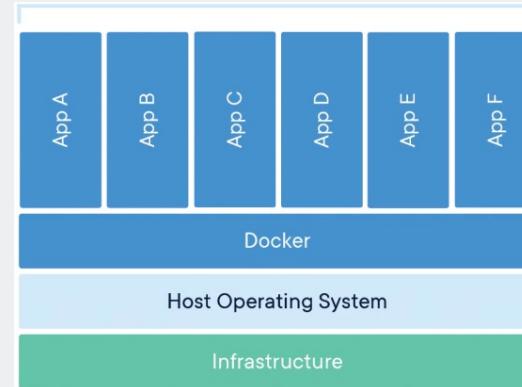 App A
App B
App C
App D
App E
App F
Docker
Host Operating System
Infrastructure